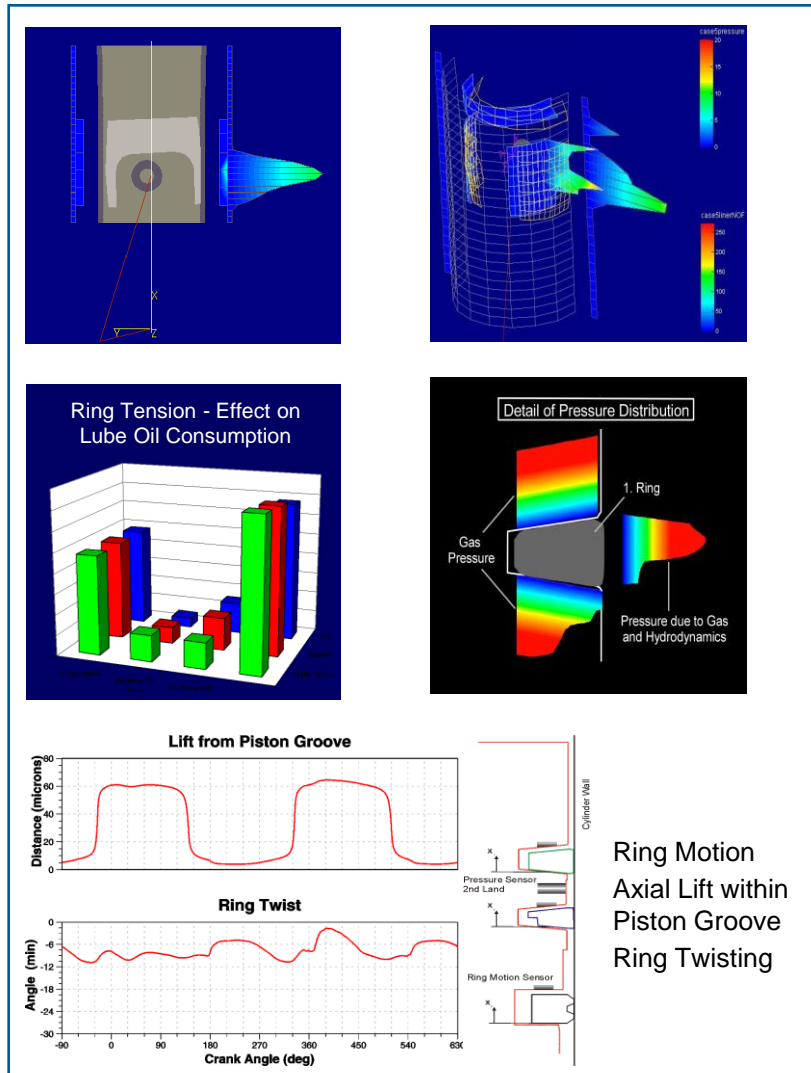 X
Y
Z
case5pressure
20
15
10
5
0
case5linerNOF
250
200
150
100
50
0
Ring Tension - Effect on
Lube Oil Consumption
Detail of Pressure Distribution
1. Ring
Gas
Pressure
Pressure due to Gas
and Hydrodynamics
Lift from Piston Groove
Distance (microns)
80
60
40
20
0
Ring Twist
Angle (min)
0
-6
-12
-18
-24
-30
-90
0
90
180
270
360
450
540
630
Crank Angle (deg)
Cylinder Wall
x
Pressure Sensor
2nd Land
x
Ring Motion Sensor
x
Ring Motion
Axial Lift within
Piston Groove
Ring Twisting